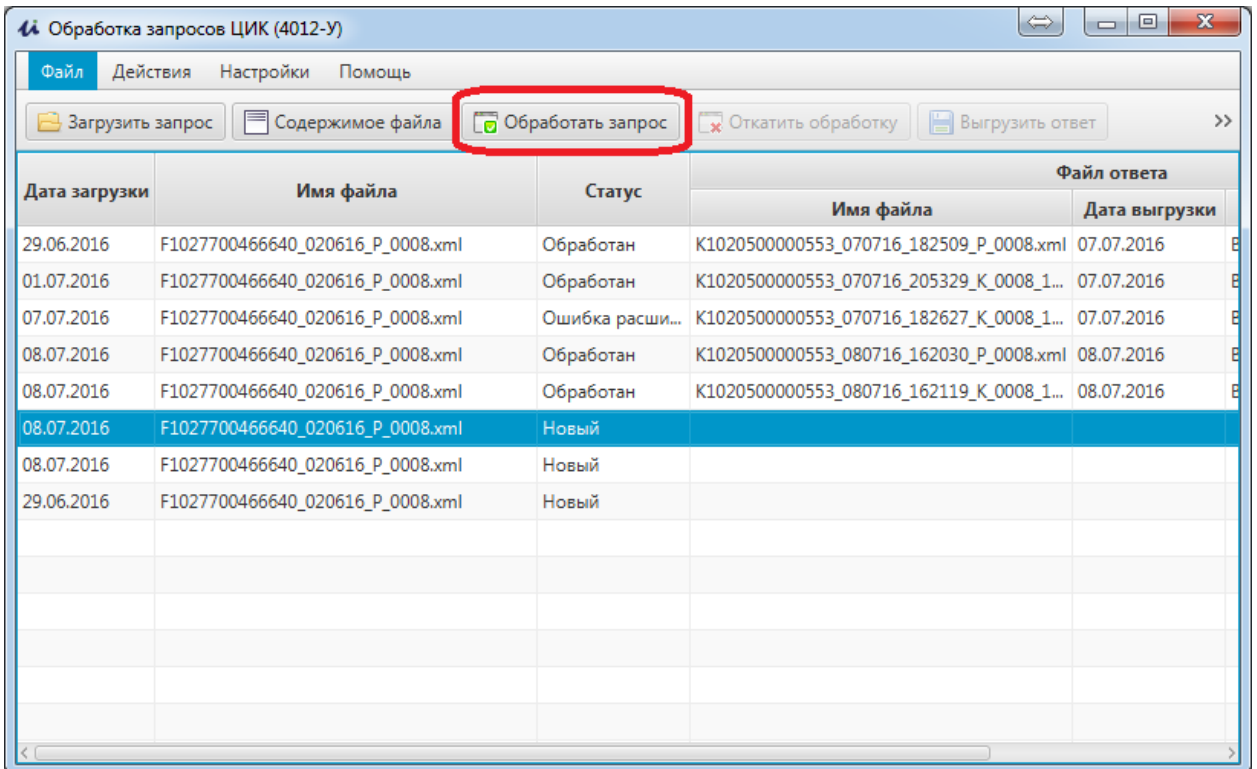 Обработка запросов ЦИК (4012-У)
Файл Действия Настройки Помощь
Загрузить запрос Содержимое файла Обработать запрос Откатить обработку Выгрузить ответ >>
Файл ответа
Дата загрузки Имя файла Статус Имя файла Дата выгрузки
29.06.2016 F1027700466640_020616_P_0008.xml Обработан K1020500000553_070716_182509_P_0008.xml 07.07.2016
01.07.2016 F1027700466640_020616_P_0008.xml Обработан K1020500000553_070716_205329_K_0008_1... 07.07.2016
07.07.2016 F1027700466640_020616_P_0008.xml Ошибка расши... K1020500000553_070716_182627_K_0008_1... 07.07.2016
08.07.2016 F1027700466640_020616_P_0008.xml Обработан K1020500000553_080716_162030_P_0008.xml 08.07.2016
08.07.2016 F1027700466640_020616_P_0008.xml Обработан K1020500000553_080716_162119_K_0008_1... 08.07.2016
08.07.2016 F1027700466640_020616_P_0008.xml Новый
08.07.2016 F1027700466640_020616_P_0008.xml Новый
29.06.2016 F1027700466640_020616_P_0008.xml Новый